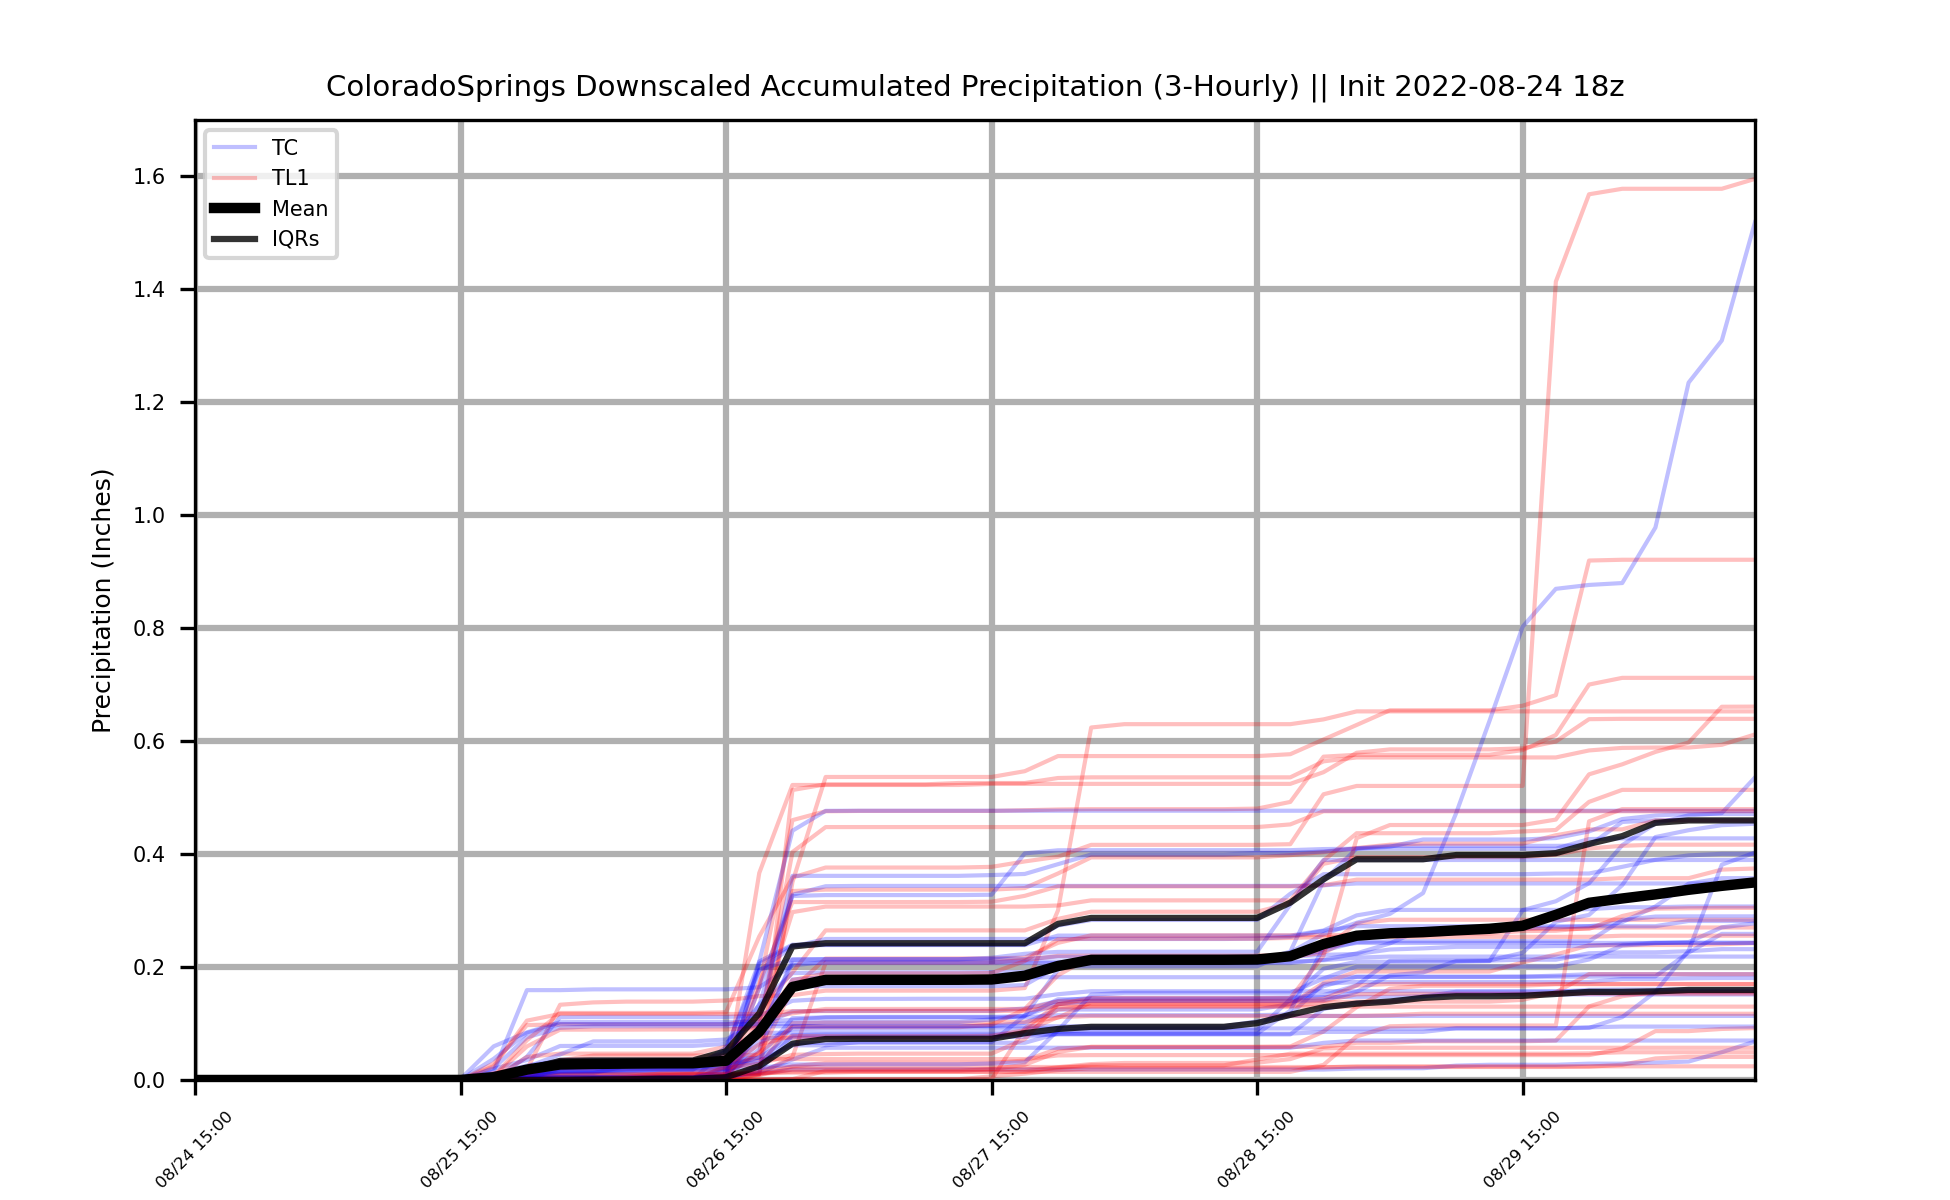 ColoradoSprings Downscaled Accumulated Precipitation (3-Hourly) || Init 2022-08-24 18z
TC
TL1
Mean
IQRs
Precipitation (Inches)
1.6
1.4
1.2
1.0
0.8
0.6
0.4
0.2
0.0
08/24 15:00
08/25 15:00
08/26 15:00
08/27 15:00
08/28 15:00
08/29 15:00